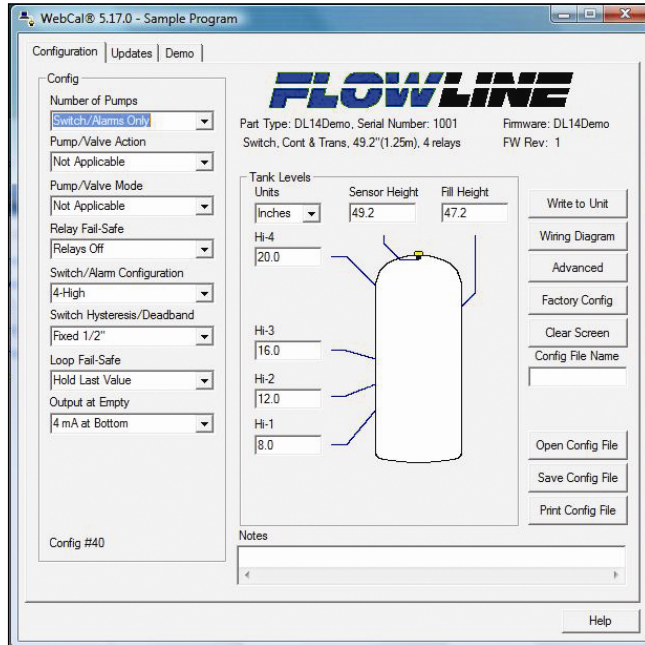 WebCal® 5.17.0 - Sample Program
Configuration
Updates
Demo
Config
Number of Pumps
Switch/Alarms Only
Pump/Valve Action
Not Applicable
Pump/Valve Mode
Not Applicable
Relay Fail-Safe
Relays Off
Switch/Alarm Configuration
4-High
Switch Hysteresis/Deadband
Fixed 1/2"
Loop Fail-Safe
Hold Last Value
Output at Empty
4 mA at Bottom
Config #40
FLOWLINE
Part Type: DL14Demo, Serial Number: 1001 Firmware: DL14Demo
Switch, Cont & Trans, 49.2"(1.25m), 4 relays FW Rev: 1
Tank Levels
Units Sensor Height Fill Height
Inches 49.2 47.2
Hi-4
20.0
Hi-3
16.0
Hi-2
12.0
Hi-1
8.0
Write to Unit
Wiring Diagram
Advanced
Factory Config
Clear Screen
Config File Name
Open Config File
Save Config File
Print Config File
Notes
Help